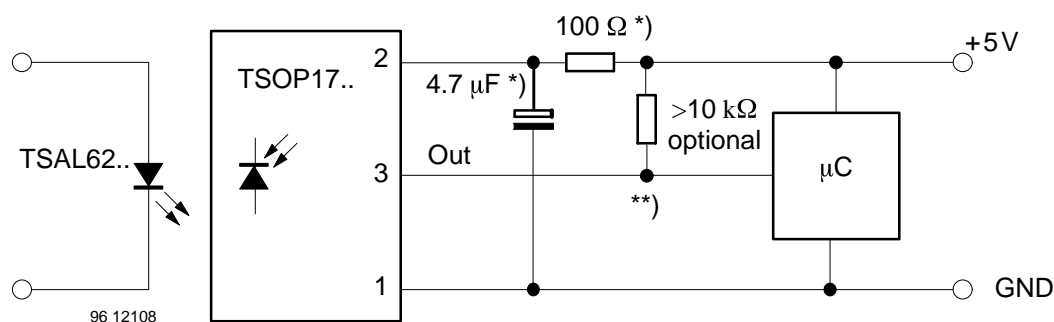 100 Ω *)
+5V
2
TSOP17..
4.7 μF *)
>10 kΩ
optional
TSAL62..
Out
μC
3
**)
1
GND
96 12108